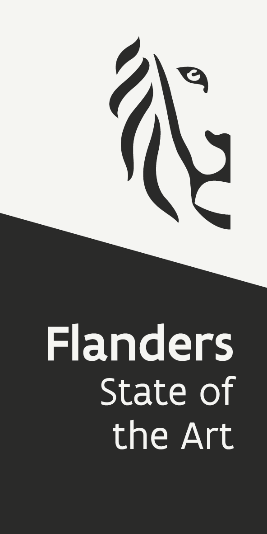 Flanders
State of
the Art